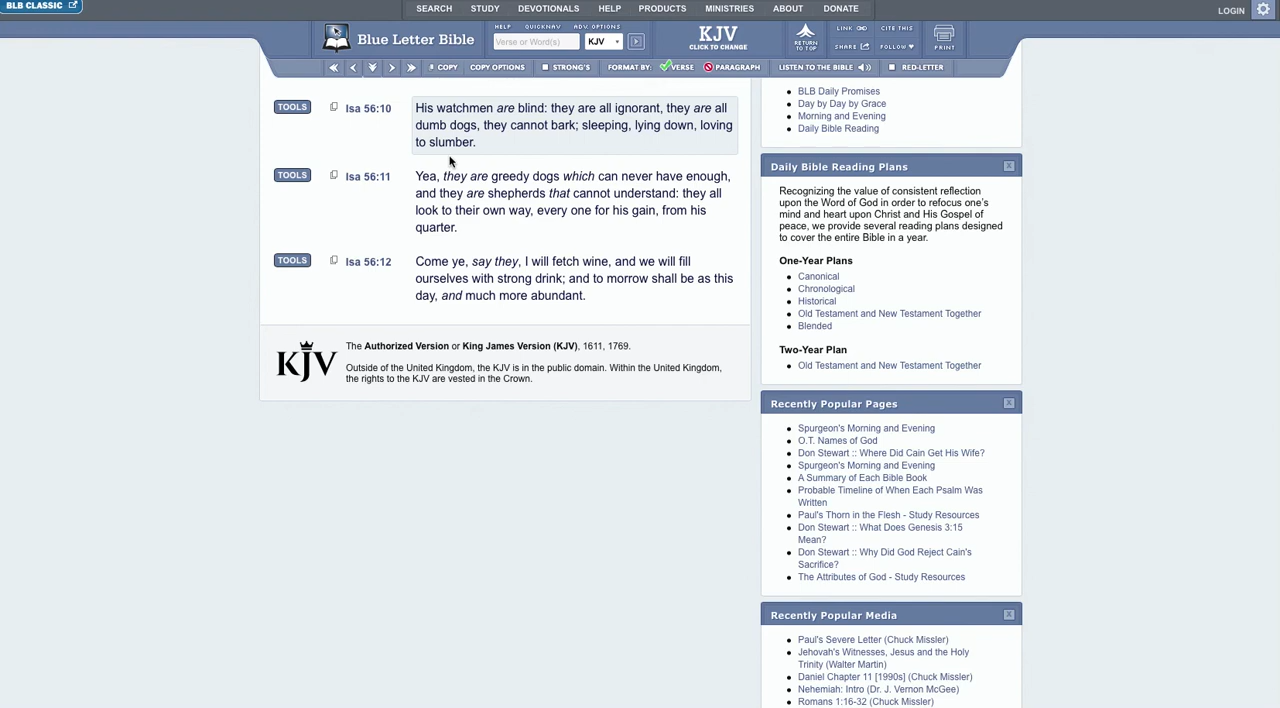 BLB CLASSIC
SEARCH STUDY DEVOTIONALS HELP PRODUCTS MINISTRIES ABOUT DONATE
LOGIN
Blue Letter Bible
HELP QUICKNAV ADV. OPTIONS
Verse or Word(s) KJV
KJV
CLICK TO CHANGE
RETURN
TO TOP
LINK CITE THIS
SHARE FOLLOW
PRINT
COPY COPY OPTIONS STRONG'S FORMAT BY: VERSE PARAGRAPH LISTEN TO THE BIBLE RED-LETTER
TOOLS Isa 56:10 His watchmen are blind: they are all ignorant, they are all
dumb dogs, they cannot bark; sleeping, lying down, loving
to slumber.
TOOLS Isa 56:11 Yea, they are greedy dogs which can never have enough,
and they are shepherds that cannot understand: they all
look to their own way, every one for his gain, from his
quarter.
TOOLS Isa 56:12 Come ye, say they, I will fetch wine, and we will fill
ourselves with strong drink; and to morrow shall be as this
day, and much more abundant.
KJV
The Authorized Version or King James Version (KJV), 1611, 1769.
Outside of the United Kingdom, the KJV is in the public domain. Within the United Kingdom,
the rights to the KJV are vested in the Crown.
BLB Daily Promises
Day by Day by Grace
Morning and Evening
Daily Bible Reading
Daily Bible Reading Plans X
Recognizing the value of consistent reflection
upon the Word of God in order to refocus one's
mind and heart upon Christ and His Gospel of
peace, we provide several reading plans designed
to cover the entire Bible in a year.
One-Year Plans
Canonical
Chronological
Historical
Old Testament and New Testament Together
Blended
Two-Year Plan
Old Testament and New Testament Together
Recently Popular Pages X
Spurgeon's Morning and Evening
O.T. Names of God
Don Stewart :: Where Did Cain Get His Wife?
Spurgeon's Morning and Evening
A Summary of Each Bible Book
Probable Timeline of When Each Psalm Was
Written
Paul's Thorn in the Flesh - Study Resources
Don Stewart :: What Does Genesis 3:15
Mean?
Don Stewart :: Why Did God Reject Cain's
Sacrifice?
The Attributes of God - Study Resources
Recently Popular Media X
Paul's Severe Letter (Chuck Missler)
Jehovah's Witnesses, Jesus and the Holy
Trinity (Walter Martin)
Daniel Chapter 11 [1990s] (Chuck Missler)
Nehemiah: Intro (Dr. J. Vernon McGee)
Romans 1:16-32 (Chuck Missler)